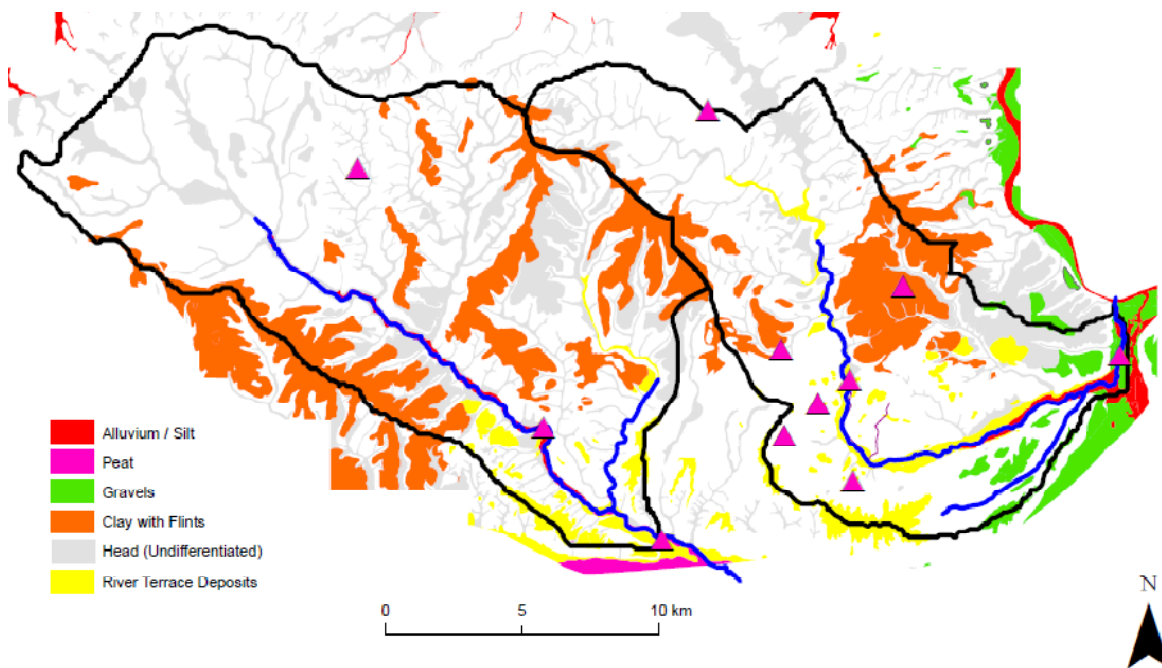 Alluvium / Silt
Peat
Gravels
Clay with Flints
Head (Undifferentiated)
River Terrace Deposits
0 5 10 km
N